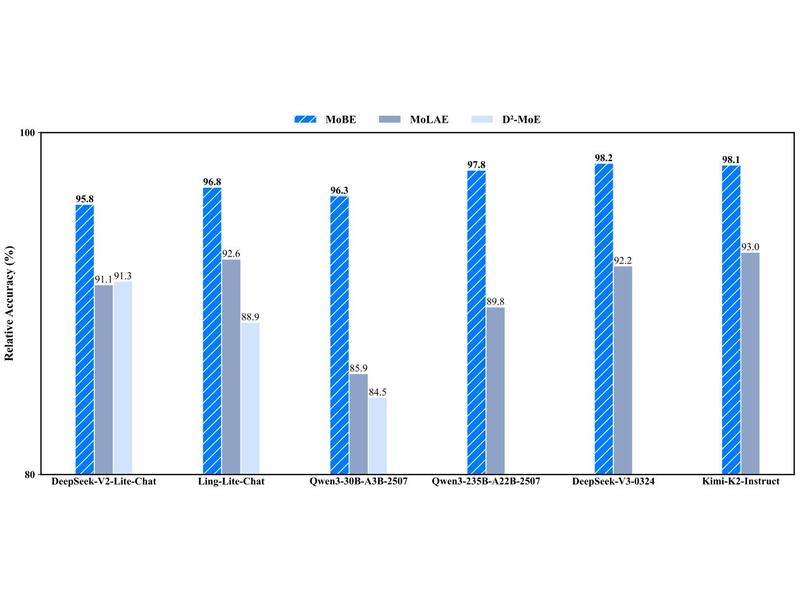 MoBE MoLAE D²-MoE
100
80
Relative Accuracy (%)
95.8 91.1 91.3
96.8 92.6 88.9
96.3 85.9 84.5
97.8 89.8
98.2 92.2
98.1 93.0
DeepSeek-V2-Lite-Chat Ling-Lite-Chat Qwen3-30B-A3B-2507 Qwen3-235B-A22B-2507 DeepSeek-V3-0324 Kimi-K2-Instruct